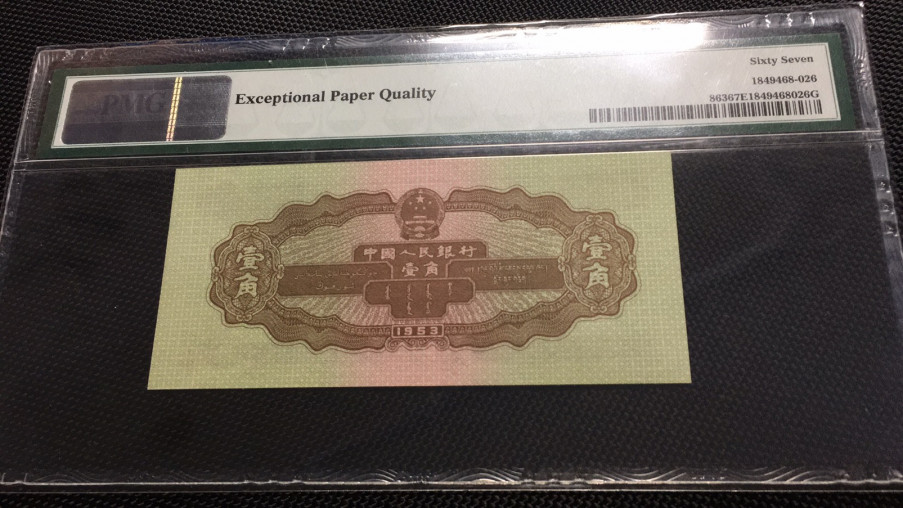 PMG
Exceptional Paper Quality
Sixty Seven
1849468-026
86367E1849468026G
中國人民銀行
壹角
壹角
壹角
1953